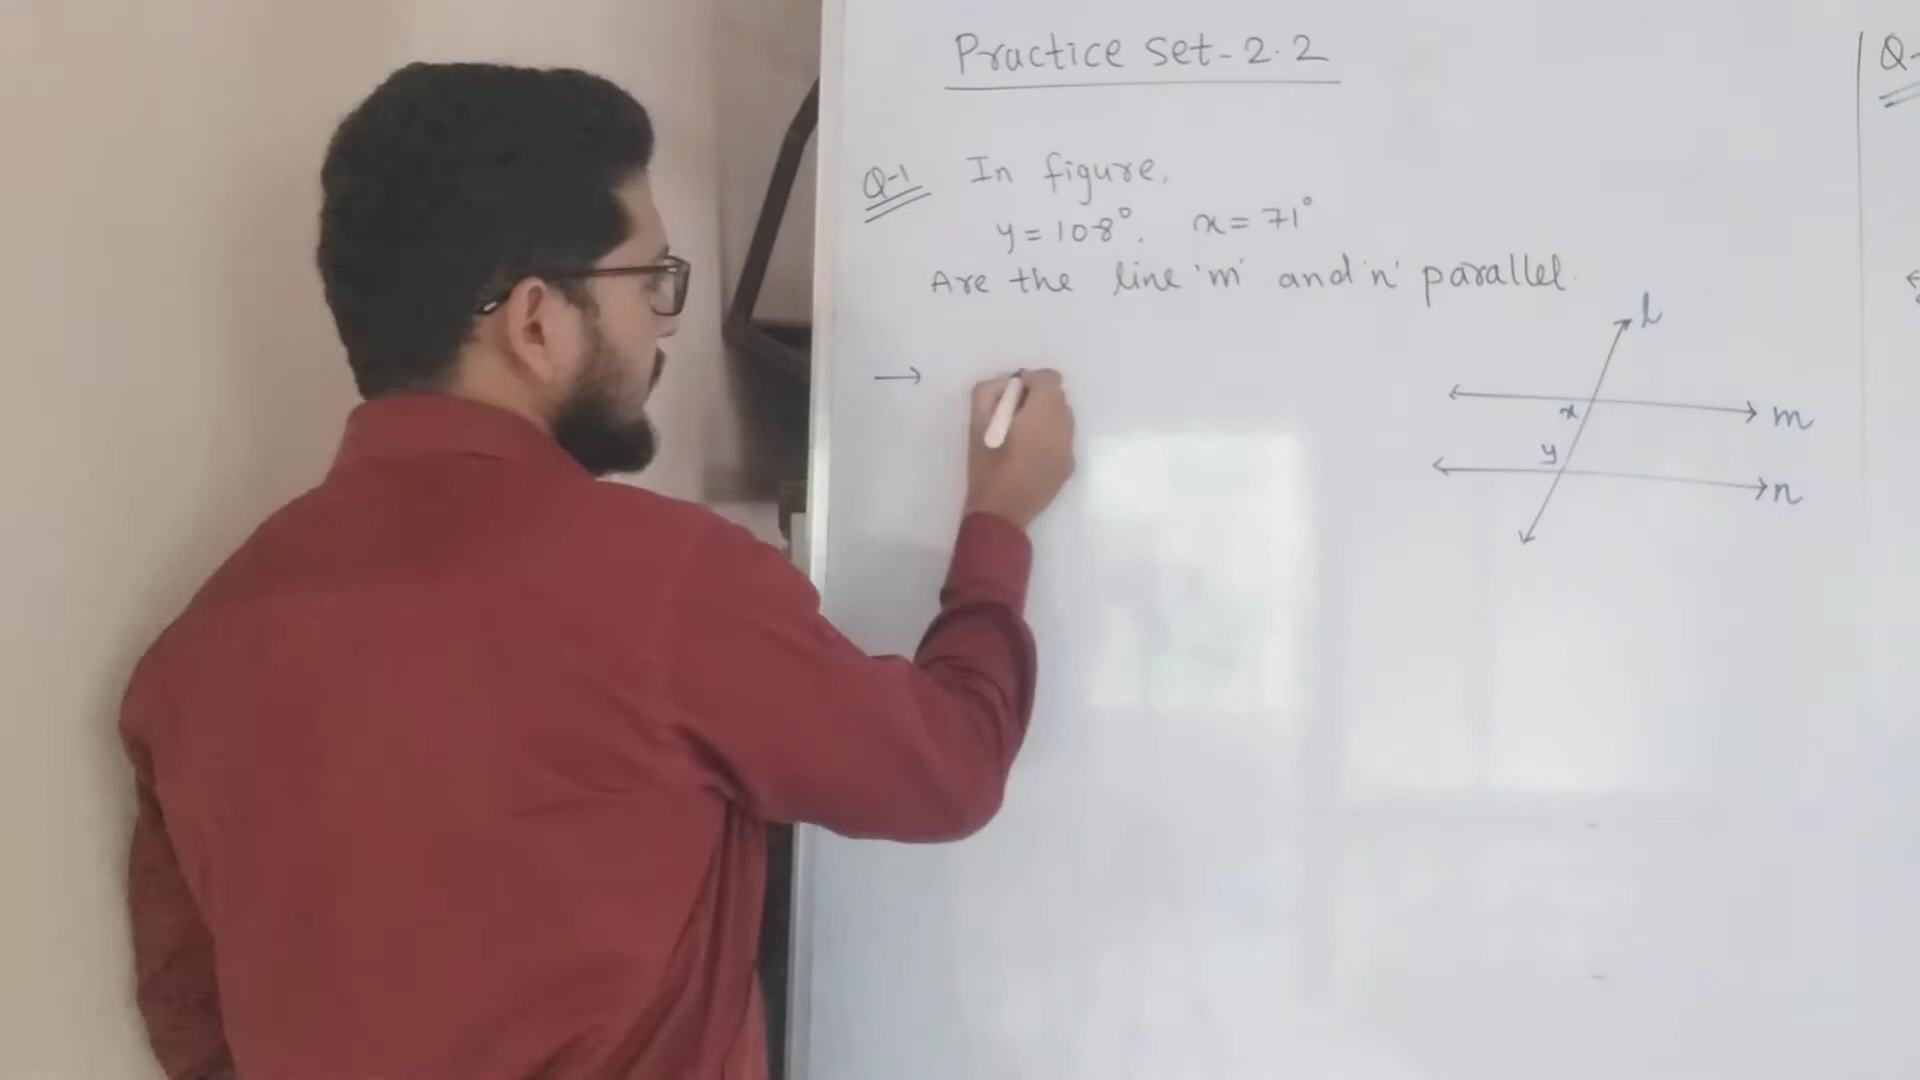 Practice Set - 2.2
Q-1 In figure,
y = 108°. x = 71°
Are the line 'm' and 'n' parallel.
→
l
x
m
y
n
Q-